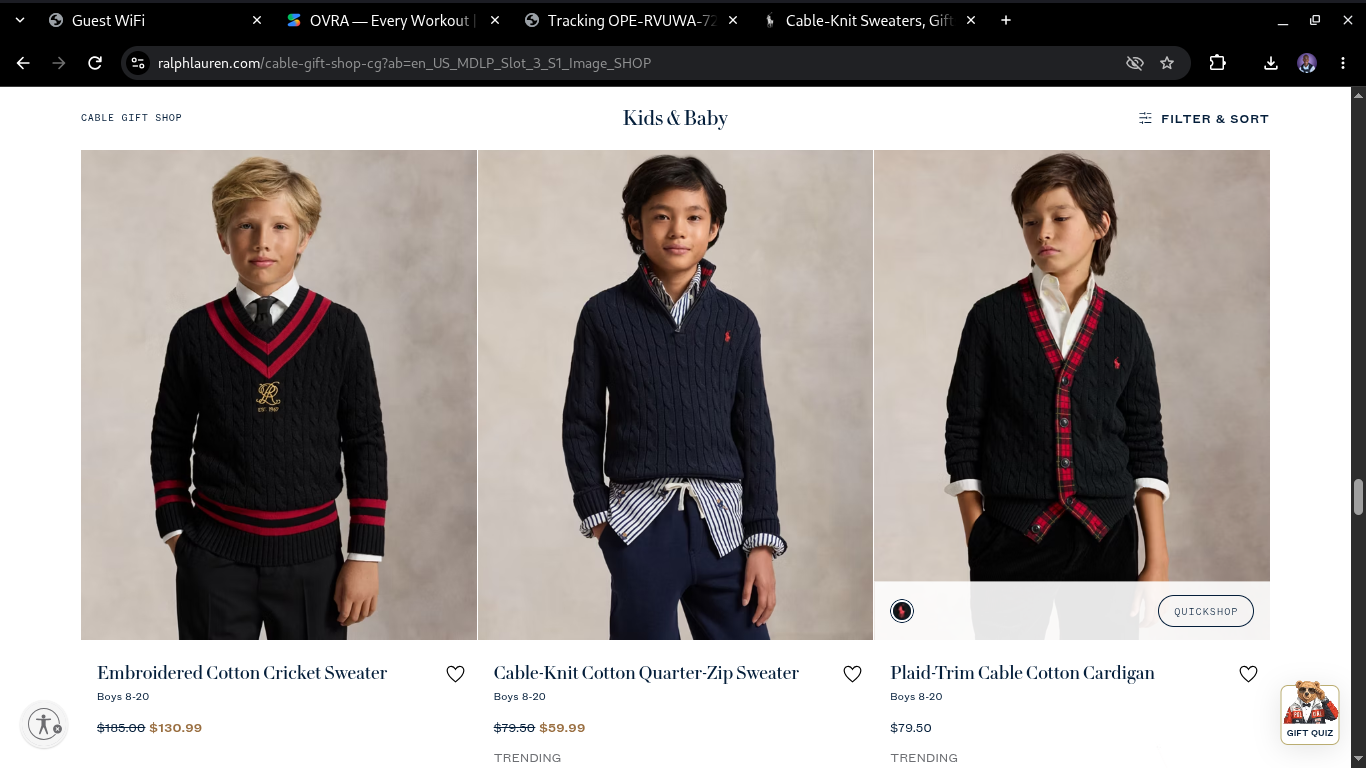 Guest WiFi
OVRA — Every Workout
Tracking OPE-RVUWA-72
Cable-Knit Sweaters, Gift
ralphlauren.com/cable-gift-shop-cg?ab=en_US_MDLP_Slot_3_S1_Image_SHOP
CABLE GIFT SHOP
Kids & Baby
FILTER & SORT
EST. 1967
QUICKSHOP
Embroidered Cotton Cricket Sweater
Boys 8-20
$185.00 $130.99
Cable-Knit Cotton Quarter-Zip Sweater
Boys 8-20
$79.50 $59.99
TRENDING
Plaid-Trim Cable Cotton Cardigan
Boys 8-20
$79.50
TRENDING
GIFT QUIZ